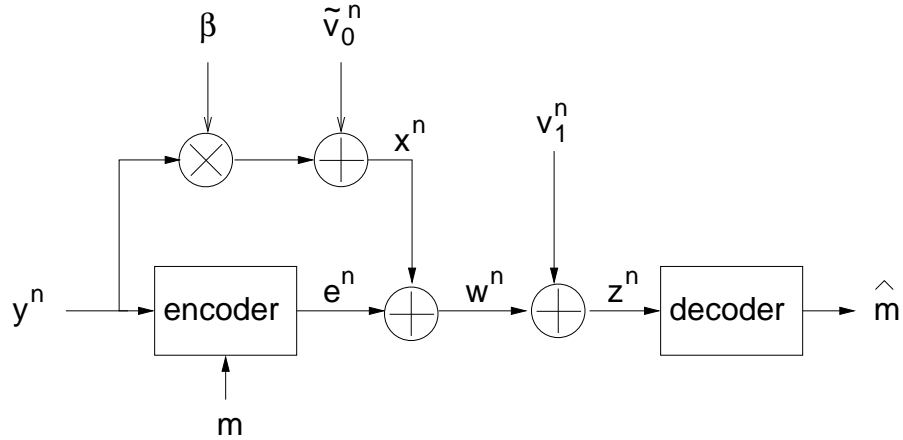 β
ṽ₀ⁿ
xⁿ
v₁ⁿ
yⁿ
encoder
eⁿ
wⁿ
zⁿ
decoder
m̂
m